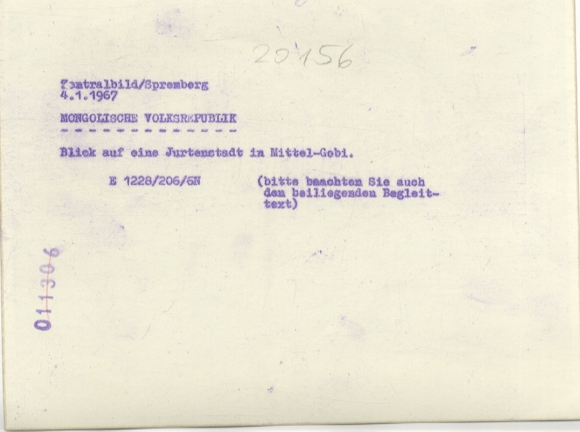 20156
Zentralbild/Spremberg
4.1.1967
MONGOLISCHE VOLKSREPUBLIK
- - - - - - - - - - - - -
Blick auf eine Jurtenstadt in Mittel-Gobi.
E 1228/206/6N (bitte beachten Sie auch
den beiliegenden Begleit-
text)
011306